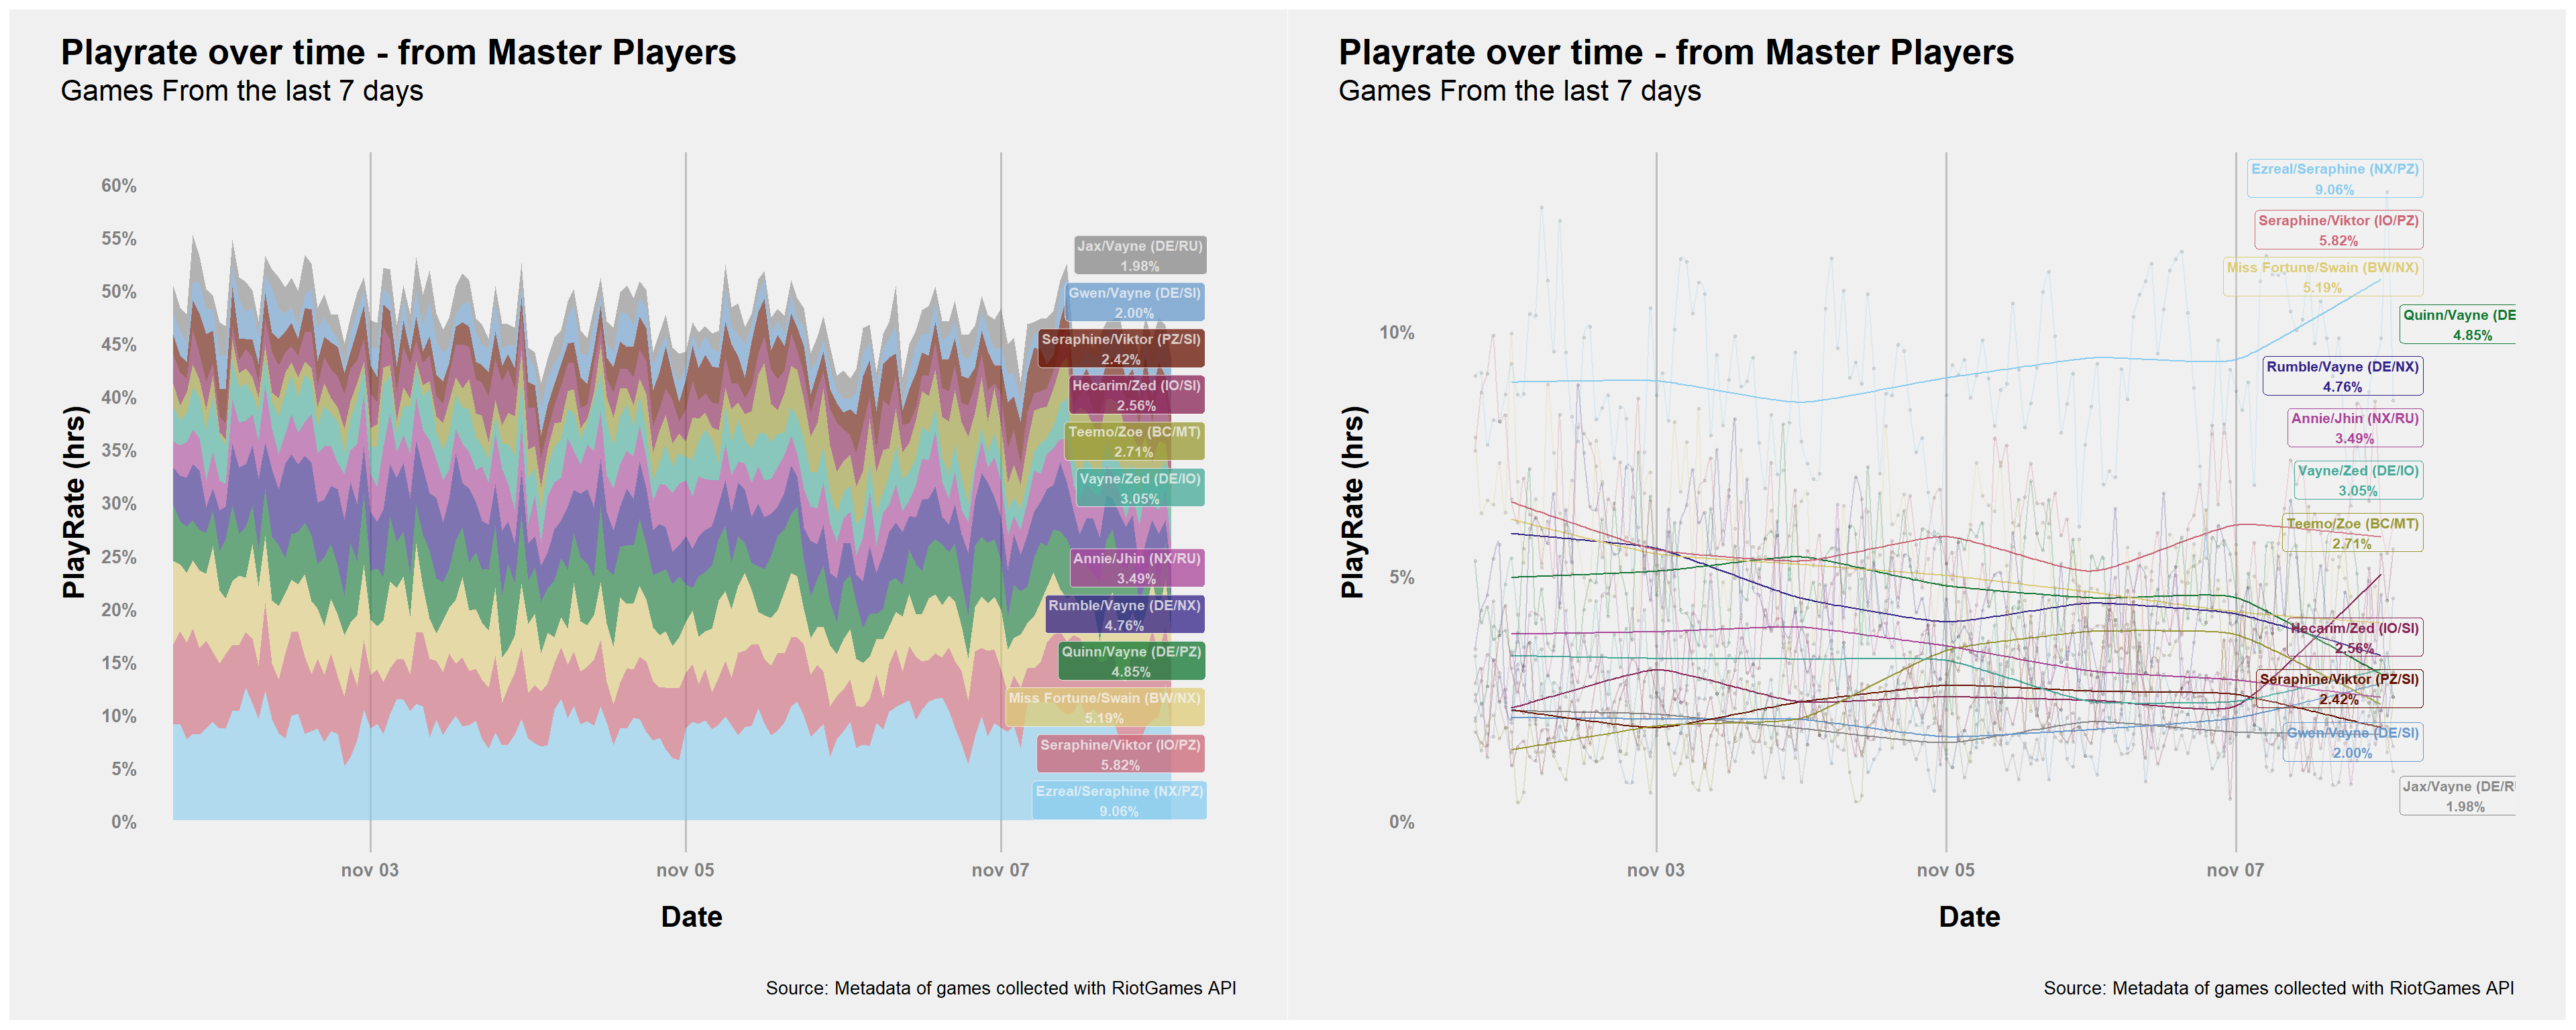 Playrate over time - from Master Players
Games From the last 7 days
PlayRate (hrs)
60%
55%
50%
45%
40%
35%
30%
25%
20%
15%
10%
5%
0%
Jax/Vayne (DE/RU)
1.98%
Gwen/Vayne (DE/SI)
2.00%
Seraphine/Viktor (PZ/SI)
2.42%
Hecarim/Zed (IO/SI)
2.56%
Teemo/Zoe (BC/MT)
2.71%
Vayne/Zed (DE/IO)
3.05%
Annie/Jhin (NX/RU)
3.49%
Rumble/Vayne (DE/NX)
4.76%
Quinn/Vayne (DE/PZ)
4.85%
Miss Fortune/Swain (BW/NX)
5.19%
Seraphine/Viktor (IO/PZ)
5.82%
Ezreal/Seraphine (NX/PZ)
9.06%
nov 03
nov 05
nov 07
Date
Source: Metadata of games collected with RiotGames API
Playrate over time - from Master Players
Games From the last 7 days
PlayRate (hrs)
10%
5%
0%
Ezreal/Seraphine (NX/PZ)
9.06%
Seraphine/Viktor (IO/PZ)
5.82%
Miss Fortune/Swain (BW/NX)
5.19%
Quinn/Vayne (DE
4.85%
Rumble/Vayne (DE/NX)
4.76%
Annie/Jhin (NX/RU)
3.49%
Vayne/Zed (DE/IO)
3.05%
Teemo/Zoe (BC/MT)
2.71%
Hecarim/Zed (IO/SI)
2.56%
Seraphine/Viktor (PZ/SI)
2.42%
Gwen/Vayne (DE/SI)
2.00%
Jax/Vayne (DE/R
1.98%
nov 03
nov 05
nov 07
Date
Source: Metadata of games collected with RiotGames API